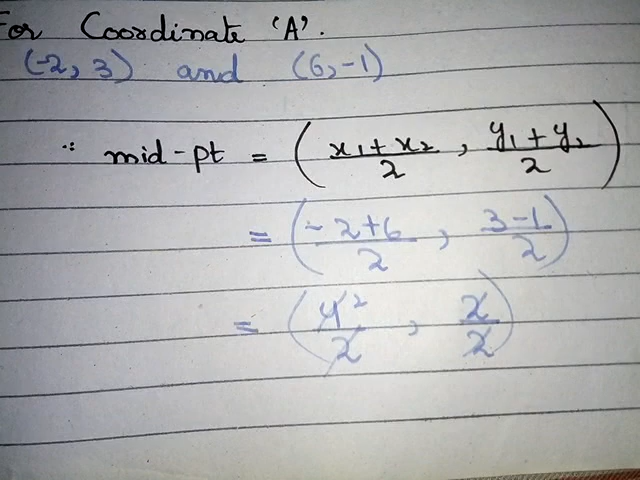 For Coordinate 'A'.
(-2, 3) and (6, -1)
∵ mid-pt = (x₁+x₂/2, y₁+y₂/2)
= (-2+6/2, 3-1/2)
= (4²/2, 2/2)